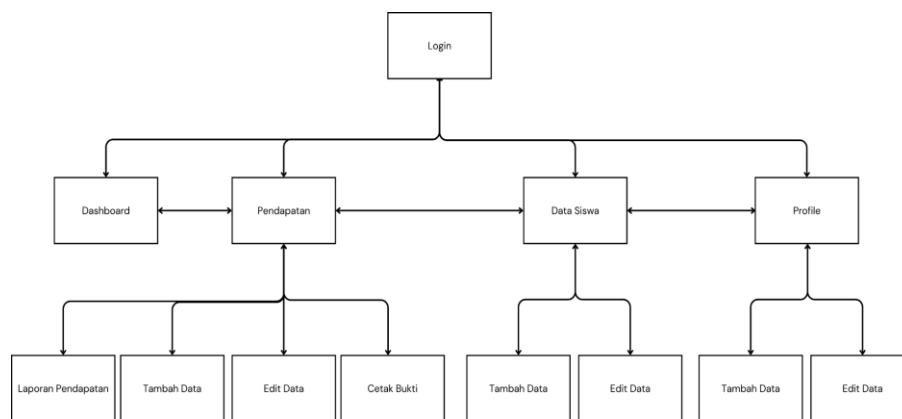 Login
Dashboard
Pendapatan
Data Siswa
Profile
Laporan Pendapatan
Tambah Data
Edit Data
Cetak Bukti
Tambah Data
Edit Data
Tambah Data
Edit Data